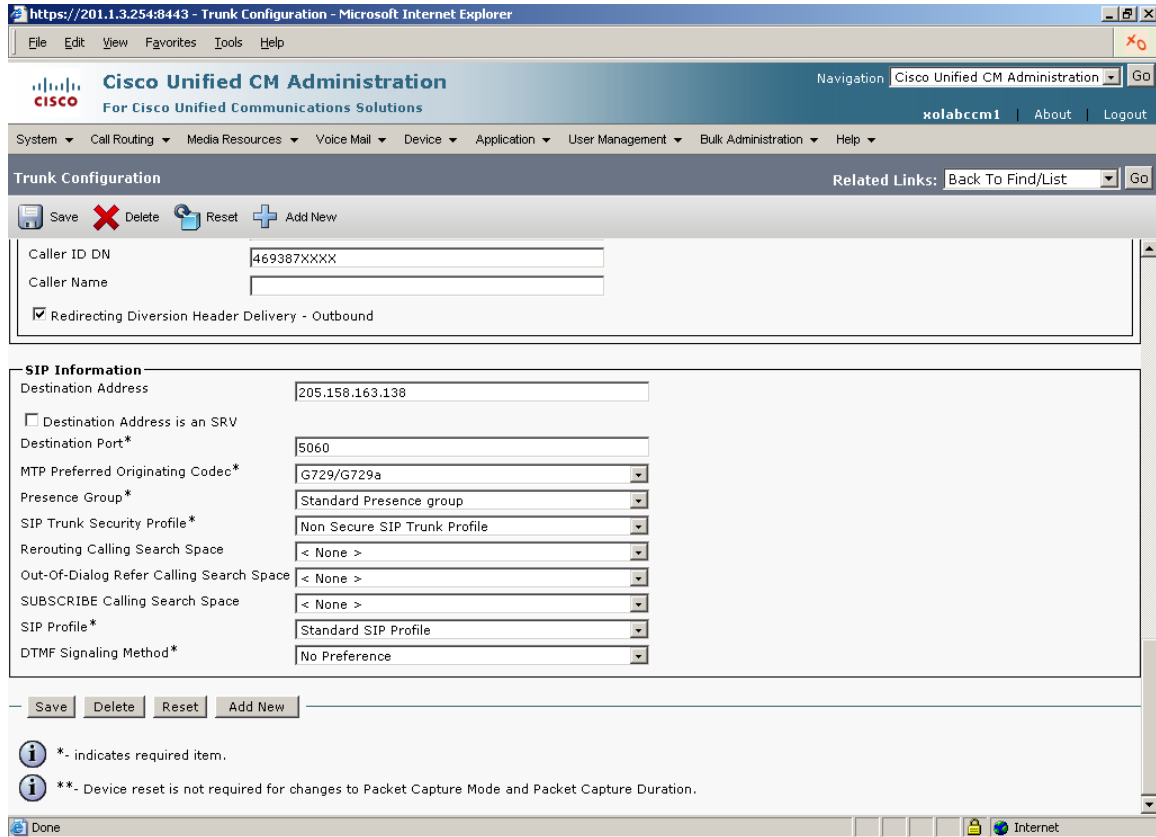 https://201.1.3.254:8443 - Trunk Configuration - Microsoft Internet Explorer
File Edit View Favorites Tools Help
cisco
Cisco Unified CM Administration
For Cisco Unified Communications Solutions
Navigation Cisco Unified CM Administration Go
xolabccm1 | About | Logout
System Call Routing Media Resources Voice Mail Device Application User Management Bulk Administration Help
Trunk Configuration Related Links: Back To Find/List Go
Save Delete Reset Add New
Caller ID DN 469387XXXX
Caller Name
Redirecting Diversion Header Delivery - Outbound
SIP Information
Destination Address 205.158.163.138
Destination Address is an SRV
Destination Port* 5060
MTP Preferred Originating Codec* G729/G729a
Presence Group* Standard Presence group
SIP Trunk Security Profile* Non Secure SIP Trunk Profile
Rerouting Calling Search Space < None >
Out-Of-Dialog Refer Calling Search Space < None >
SUBSCRIBE Calling Search Space < None >
SIP Profile* Standard SIP Profile
DTMF Signaling Method* No Preference
Save Delete Reset Add New
i *- indicates required item.
i **- Device reset is not required for changes to Packet Capture Mode and Packet Capture Duration.
Done Internet